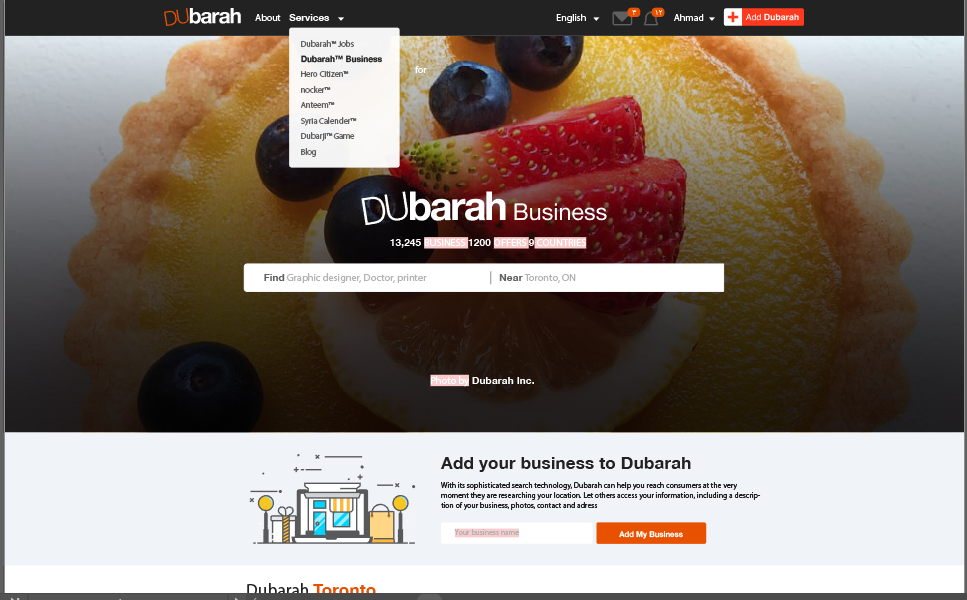 DUbarah About Services English ٣ ١٢ Ahmad Add Dubarah
Dubarah™ Jobs
Dubarah™ Business
for
Hero Citizen™
nocker™
Anteem™
Syria Calender™
Dubarji™ Game
Blog
DUbarah Business
13,245 BUSINESS 1200 OFFERS 9 COUNTRIES
Find Graphic designer, Doctor, printer | Near Toronto, ON
Photo by Dubarah Inc.
Add your business to Dubarah
With its sophisticated search technology, Dubarah can help you reach consumers at the very
moment they are researching your location. Let others access your information, including a descrip-
tion of your business, photos, contact and adress
Your business name Add My Business
Dubarah Toronto